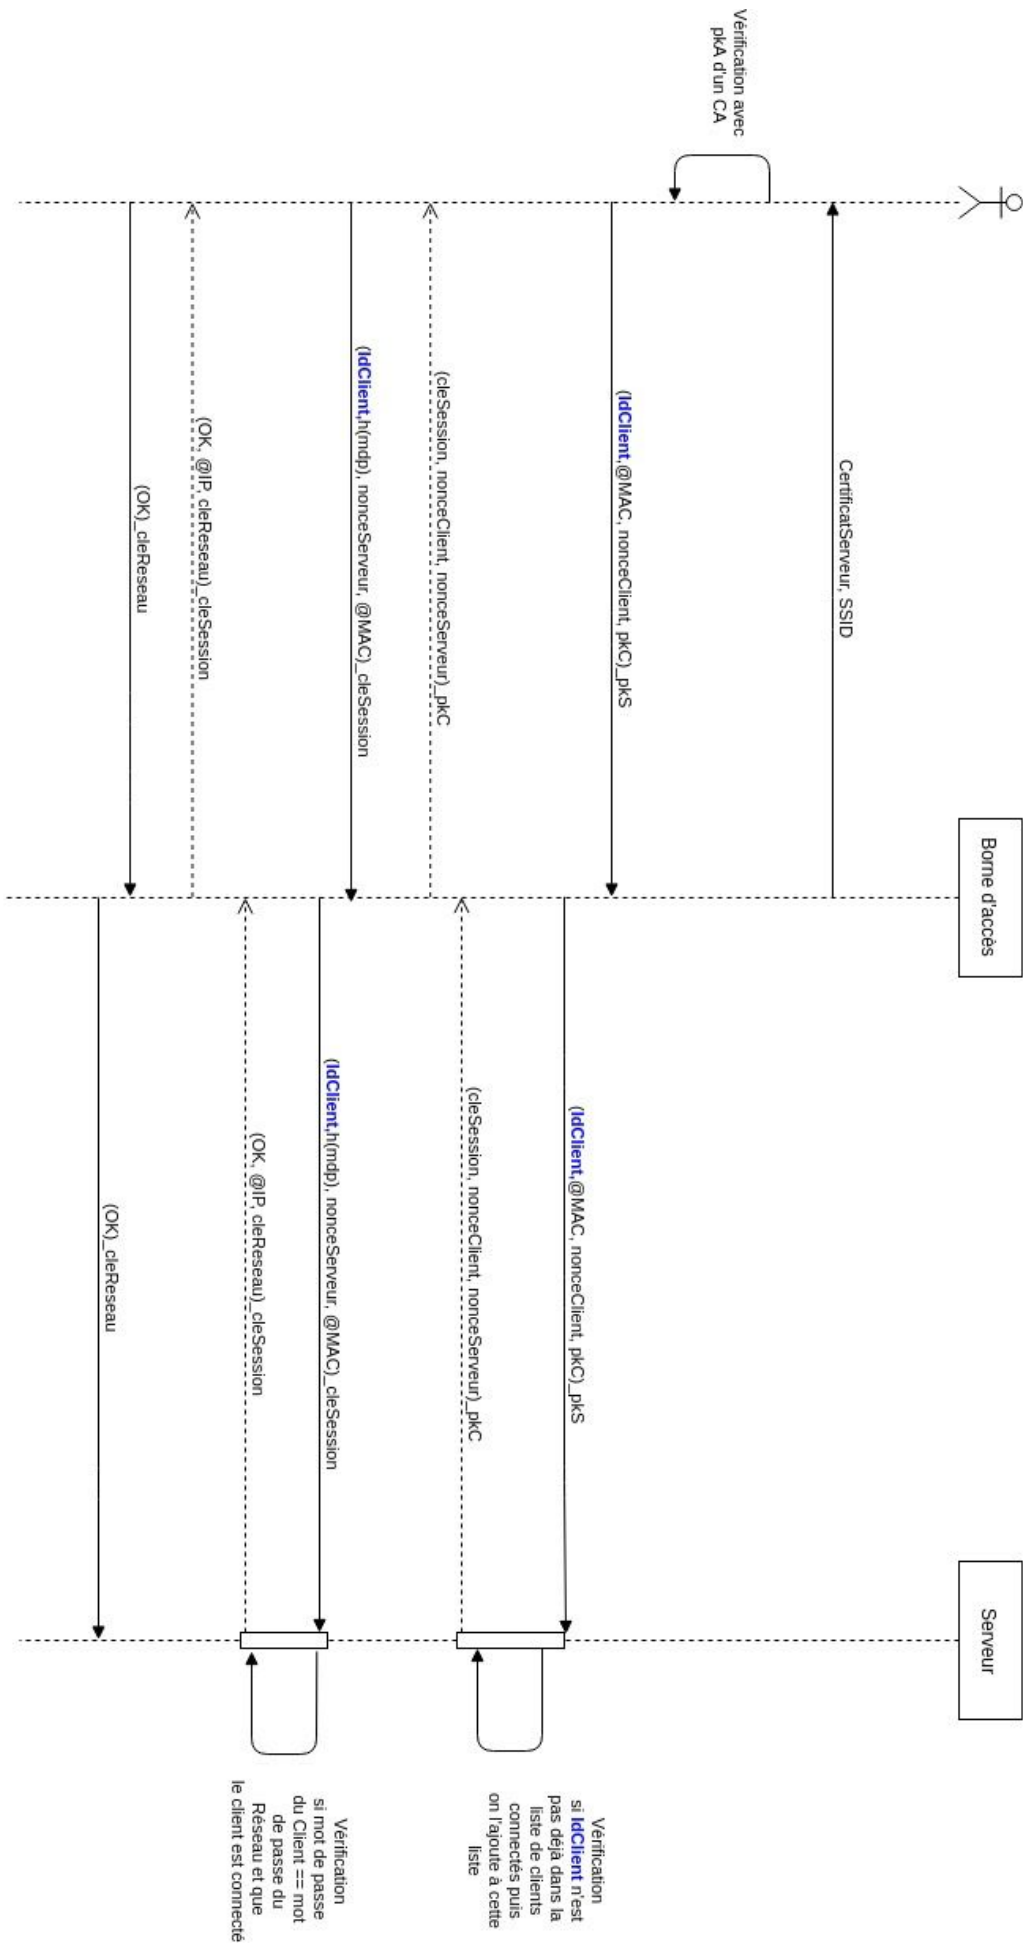 Borne d'accès
Serveur
CertificatServeur, SSID
Vérification avec
pkA d'un CA
(IdClient,@MAC, nonceClient, pkC)_pkS
(IdClient,@MAC, nonceClient, pkC)_pkS
Vérification
si IdClient n'est
pas déjà dans la
liste de clients
connectés puis
on l'ajoute à cette
liste
(cleSession, nonceClient, nonceServeur)_pkC
(cleSession, nonceClient, nonceServeur)_pkC
(IdClient,h(mdp), nonceServeur, @MAC)_cleSession
(IdClient,h(mdp), nonceServeur, @MAC)_cleSession
Vérification
si mot de passe
du Client == mot
de passe du
Réseau et que
le client est connecté
(OK, @IP, cleReseau)_cleSession
(OK, @IP, cleReseau)_cleSession
(OK)_cleReseau
(OK)_cleReseau